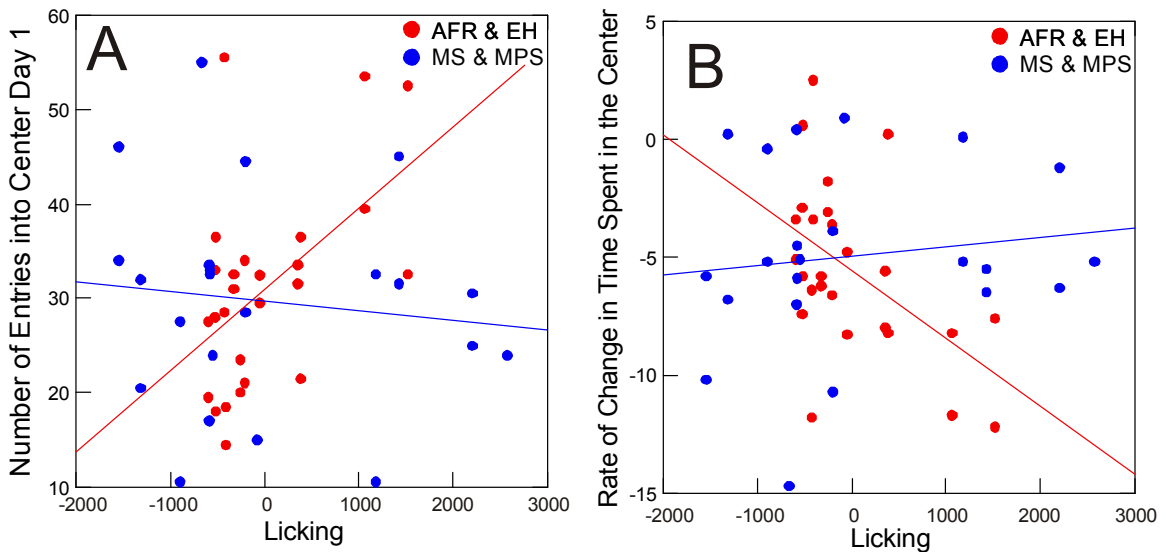 A
AFR & EH
MS & MPS
Number of Entries into Center Day 1
60
50
40
30
20
10
-2000
-1000
0
1000
2000
3000
Licking
B
AFR & EH
MS & MPS
Rate of Change in Time Spent in the Center
5
0
-5
-10
-15
-2000
-1000
0
1000
2000
3000
Licking